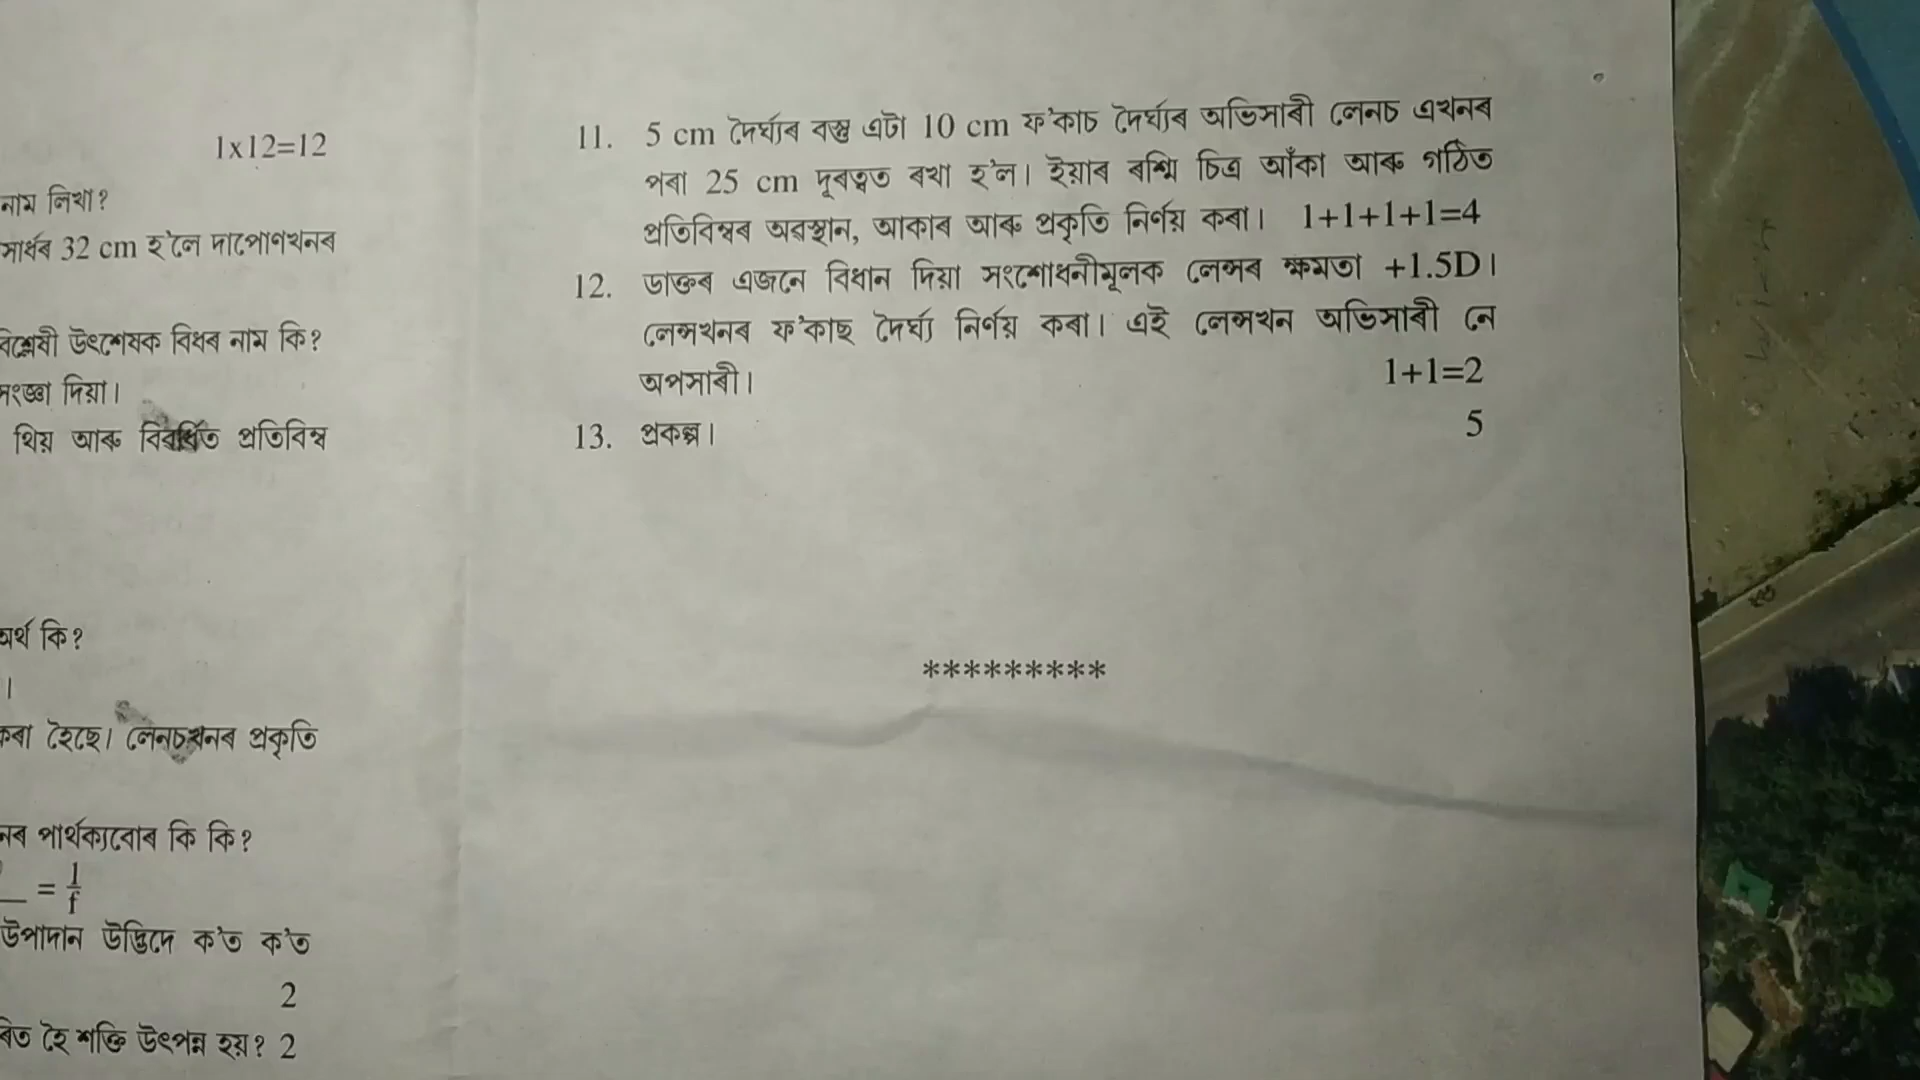 1x12=12
নাম লিখা?
সাৰ্ধৰ 32 cm হ'লে দাপোণখনৰ
বিশ্লেষী উৎশেষক বিধৰ নাম কি?
সংজ্ঞা দিয়া।
থিয় আৰু বিবৰ্ধিত প্ৰতিবিম্ব
অৰ্থ কি?
।
কৰা হৈছে। লেনচখনৰ প্ৰকৃতি
নৰ পাৰ্থক্যবোৰ কি কি?
= 1/f
উপাদান উদ্ভিদে ক'ত ক'ত
2
ৰিত হৈ শক্তি উৎপন্ন হয়? 2
11. 5 cm দৈৰ্ঘ্যৰ বস্তু এটা 10 cm ফ'কাচ দৈৰ্ঘ্যৰ অভিসাৰী লেনচ এখনৰ
পৰা 25 cm দূৰত্বত ৰখা হ'ল। ইয়াৰ ৰশ্মি চিত্ৰ আঁকা আৰু গঠিত
প্ৰতিবিম্বৰ অৱস্থান, আকাৰ আৰু প্ৰকৃতি নিৰ্ণয় কৰা। 1+1+1+1=4
12. ডাক্তৰ এজনে বিধান দিয়া সংশোধনীমূলক লেন্সৰ ক্ষমতা +1.5D।
লেন্সখনৰ ফ'কাছ দৈৰ্ঘ্য নিৰ্ণয় কৰা। এই লেন্সখন অভিসাৰী নে
অপসাৰী। 1+1=2
13. প্ৰকল্প। 5
*********